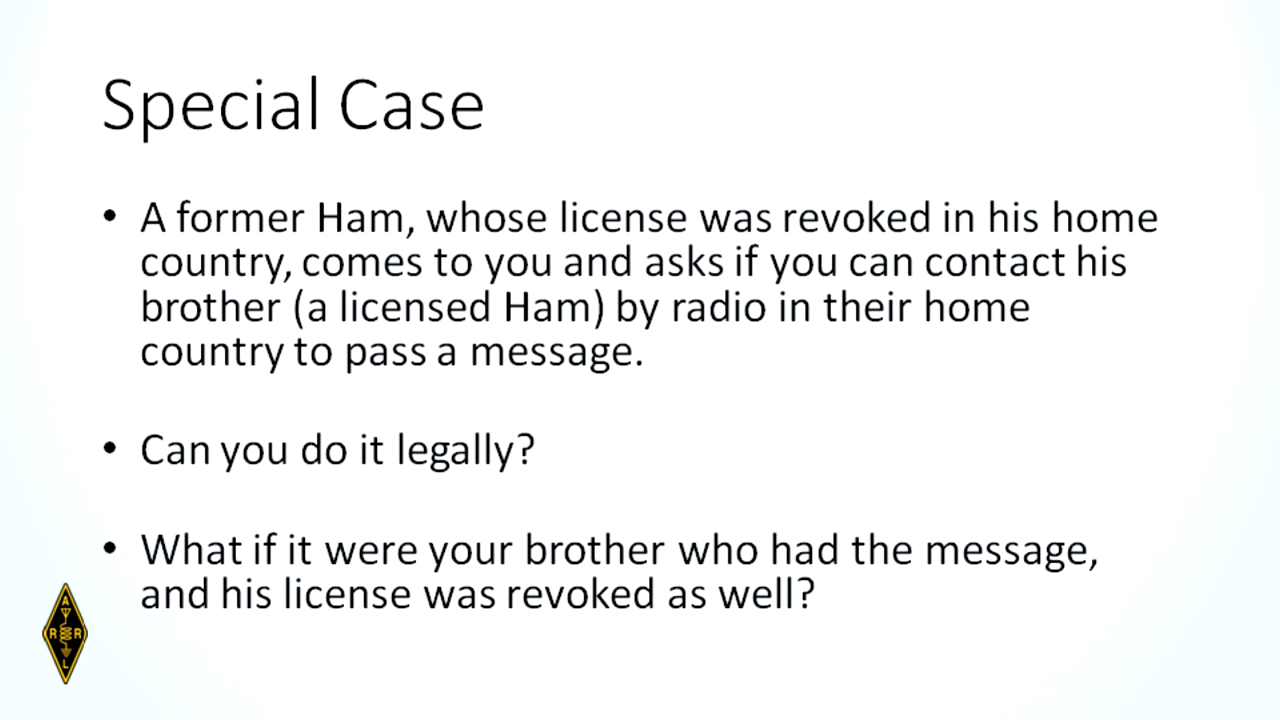 Special Case
• A former Ham, whose license was revoked in his home
country, comes to you and asks if you can contact his
brother (a licensed Ham) by radio in their home
country to pass a message.
• Can you do it legally?
• What if it were your brother who had the message,
and his license was revoked as well?
A
R R
L